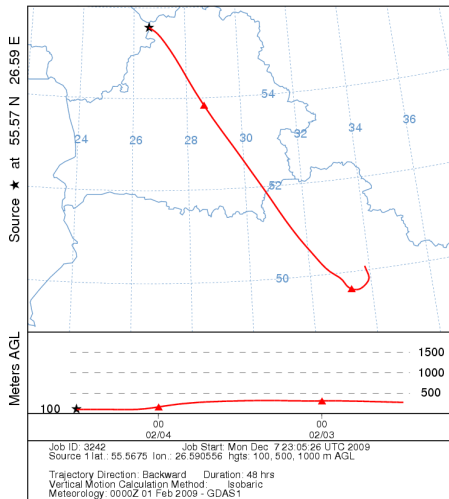 Source ★ at 55.57 N 26.59 E
54
24
26
28
30
32
34
36
52
50
Meters AGL
1500
1000
500
100
00
00
02/04
02/03
Job ID: 3242 Job Start: Mon Dec 7 23:05:26 UTC 2009
Source 1 lat.: 55.5675 lon.: 26.590556 hgts: 100, 500, 1000 m AGL
Trajectory Direction: Backward Duration: 48 hrs
Vertical Motion Calculation Method: isobaric
Meteorology: 0000Z 01 Feb 2009 - GDAS1